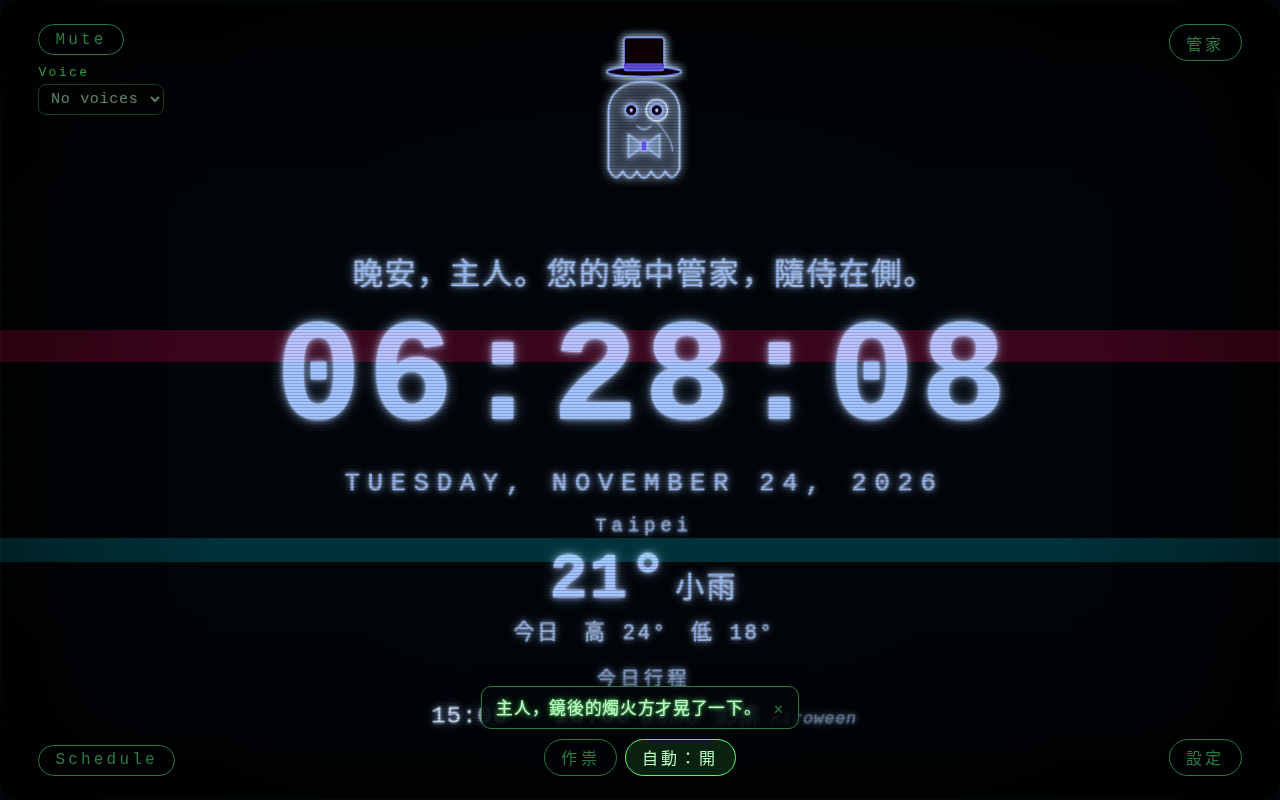 Mute
管家
Voice
No voices
晚安，主人。您的鏡中管家，隨侍在側。
06:28:08
TUESDAY, NOVEMBER 24, 2026
Taipei
21° 小雨
今日 高 24° 低 18°
今日行程
15:
主人，鏡後的燭火方才晃了一下。 ×
Schedule
作祟
自動：開
設定